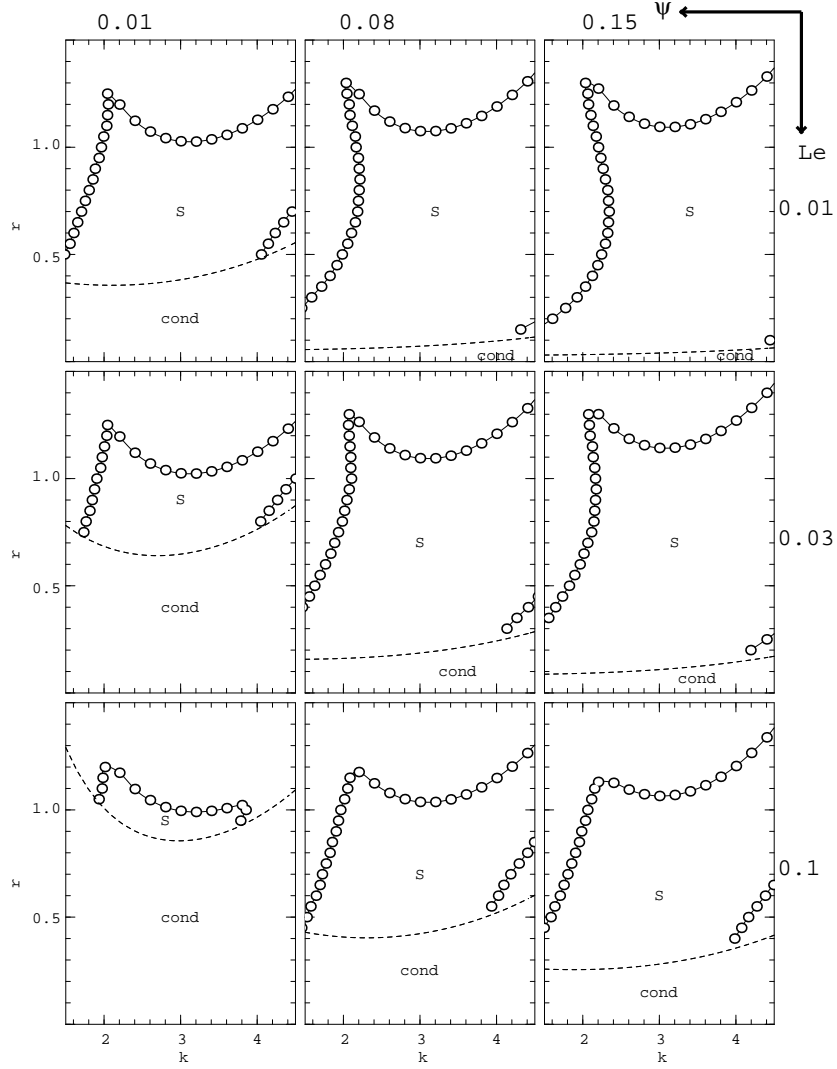 0.01 0.08 0.15 ψ
Le
1.0
r S S S 0.01
0.5
cond cond cond
1.0
r S S S 0.03
0.5
cond cond cond
1.0
r S S S 0.1
0.5
cond cond cond
2 3 4 2 3 4 2 3 4
k k k